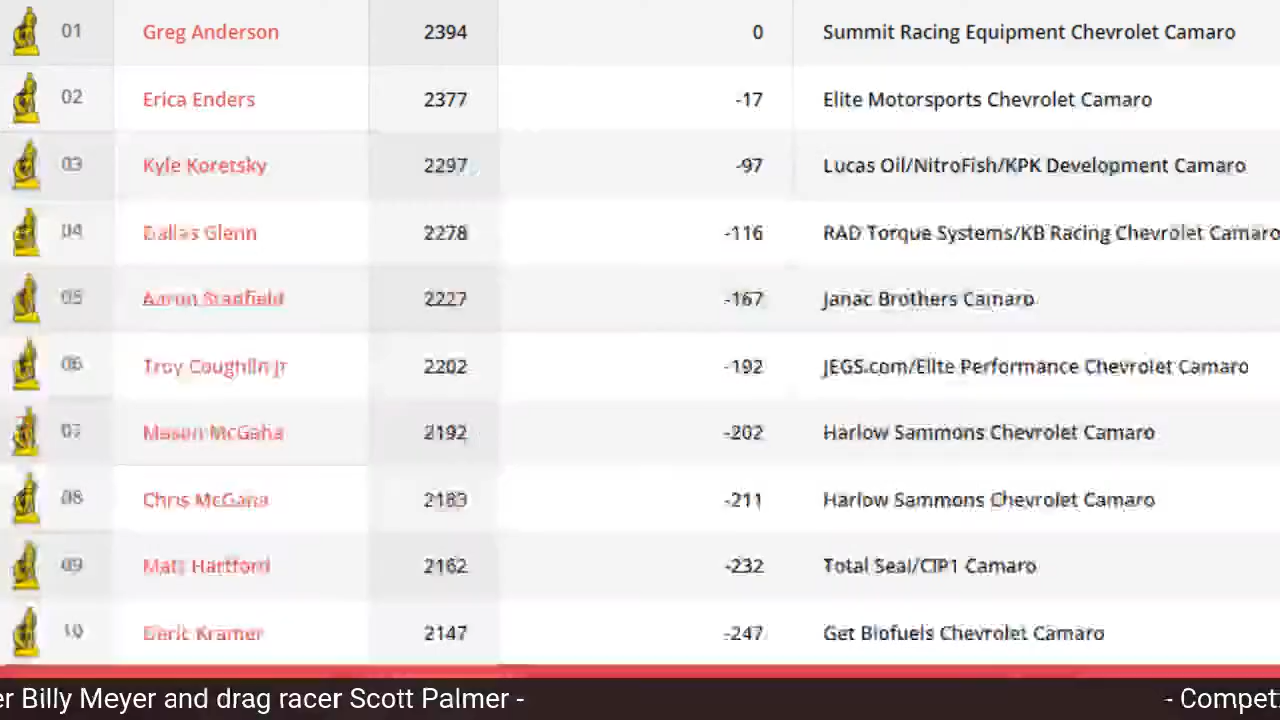 01 Greg Anderson 2394 0 Summit Racing Equipment Chevrolet Camaro
02 Erica Enders 2377 -17 Elite Motorsports Chevrolet Camaro
03 Kyle Koretsky 2297 -97 Lucas Oil/NitroFish/KPK Development Camaro
04 Dallas Glenn 2278 -116 RAD Torque Systems/KB Racing Chevrolet Camaro
05 Aaron Stanfield 2227 -167 Janac Brothers Camaro
06 Troy Coughlin Jr 2202 -192 JEGS.com/Elite Performance Chevrolet Camaro
07 Mason McGaha 2192 -202 Harlow Sammons Chevrolet Camaro
08 Chris McGaha 2183 -211 Harlow Sammons Chevrolet Camaro
09 Matt Hartford 2162 -232 Total Seal/CIP1 Camaro
10 Deric Kramer 2147 -247 Get Biofuels Chevrolet Camaro
er Billy Meyer and drag racer Scott Palmer - - Compet